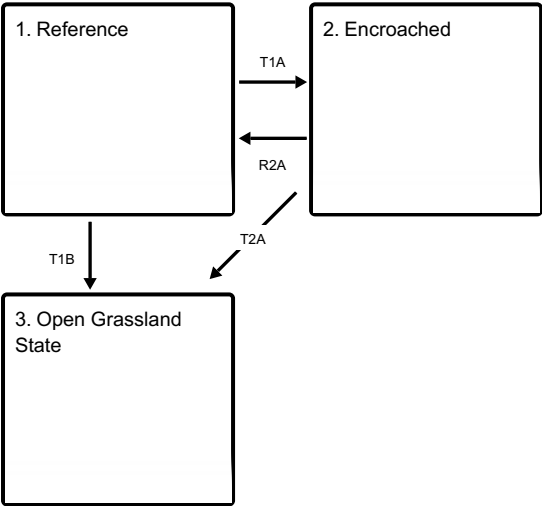 1. Reference
2. Encroached
T1A
R2A
T2A
T1B
3. Open Grassland
State